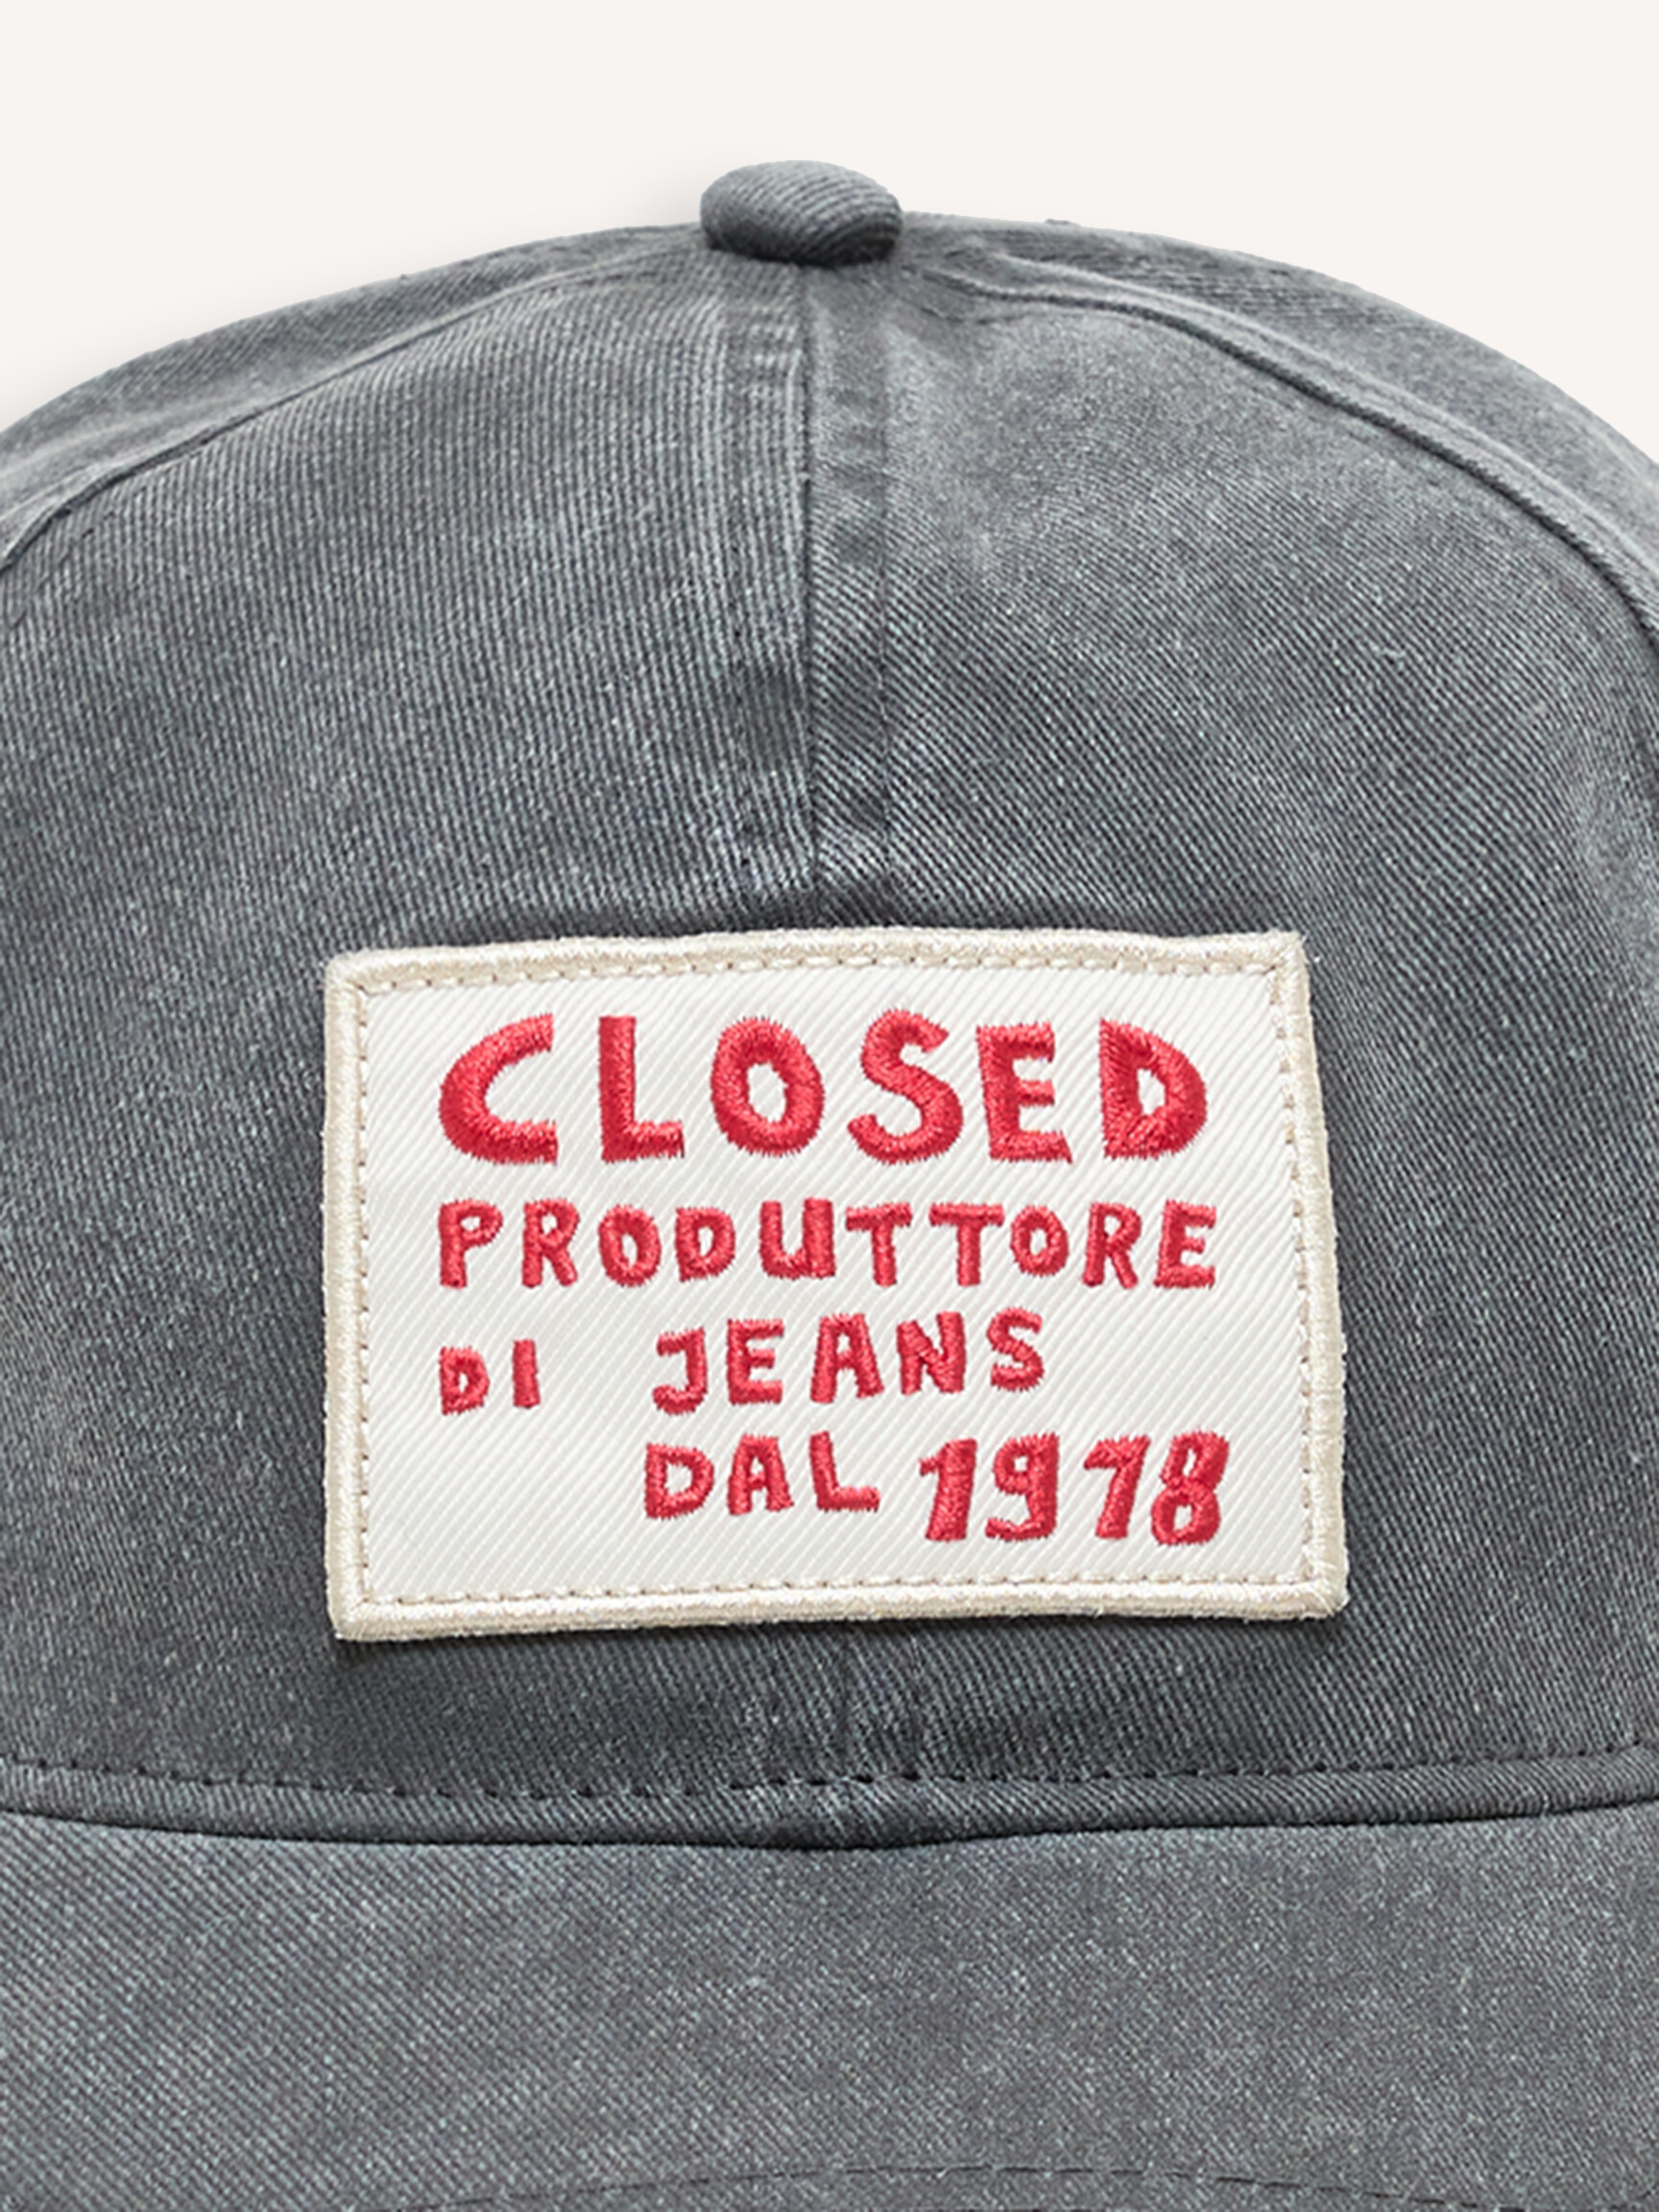 CLOSED
PRODUTTORE
DI JEANS
DAL 1978